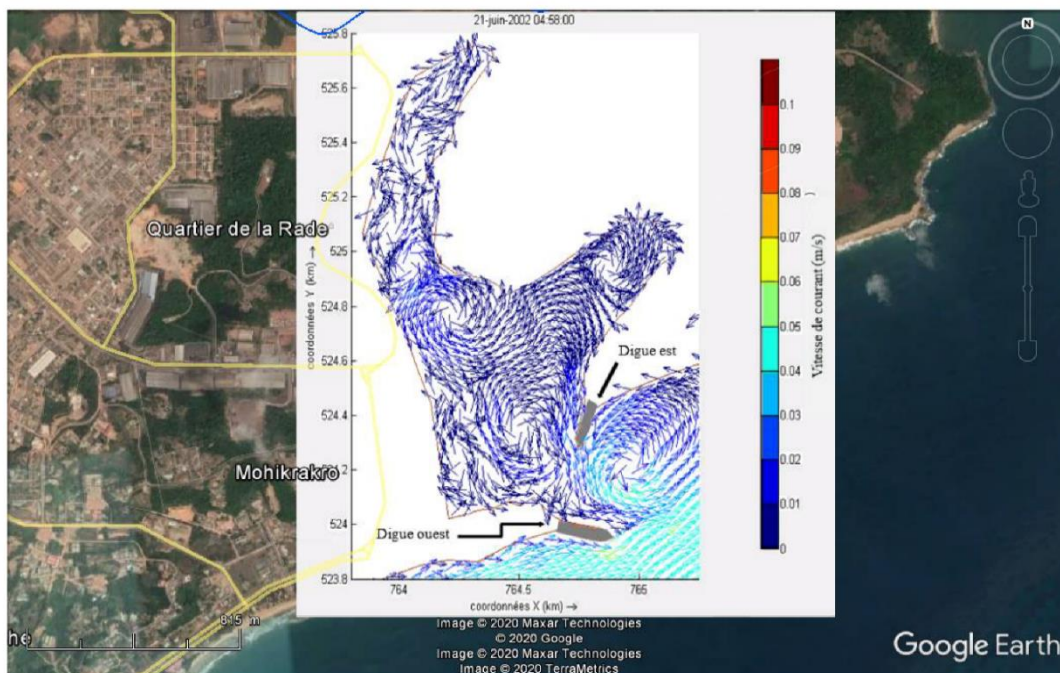 21-juin-2002 04:58:00
N
525.8
525.6
525.4
525.2
525
524.8
524.6
524.4
524.2
524
523.8
coordonnées Y (km) →
764
764.5
765
coordonnées X (km) →
0.1
0.09
0.08
0.07
0.06
0.05
0.04
0.03
0.02
0.01
0
Vitesse de courant (m/s)
)
Quartier de la Rade
Digue est
Mohikrakro
Digue ouest
815 m
hé
Image © 2020 Maxar Technologies
© 2020 Google
Image © 2020 Maxar Technologies
Image © 2020 TerraMetrics
Google Earth